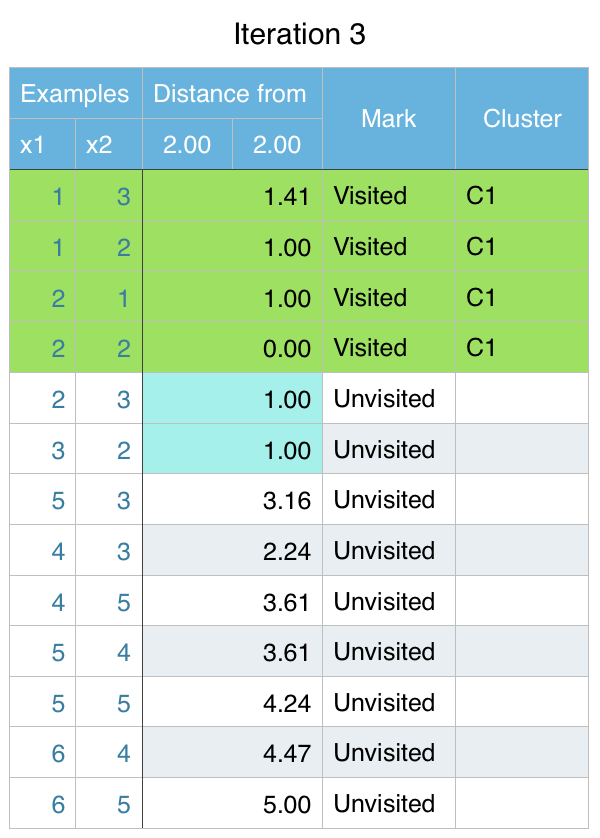 Iteration 3
Examples Distance from Mark Cluster
x1 x2 2.00 2.00
1 3 1.41 Visited C1
1 2 1.00 Visited C1
2 1 1.00 Visited C1
2 2 0.00 Visited C1
2 3 1.00 Unvisited
3 2 1.00 Unvisited
5 3 3.16 Unvisited
4 3 2.24 Unvisited
4 5 3.61 Unvisited
5 4 3.61 Unvisited
5 5 4.24 Unvisited
6 4 4.47 Unvisited
6 5 5.00 Unvisited